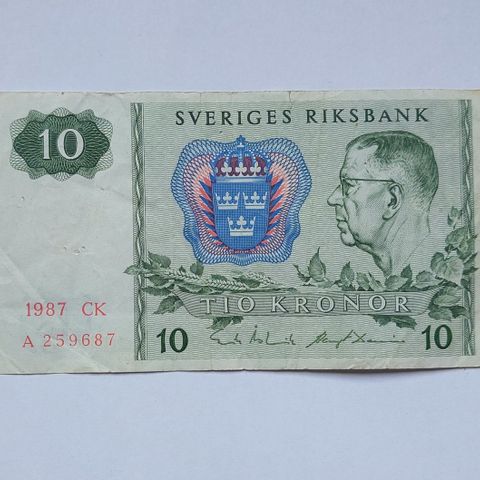 SVERIGES RIKSBANK
10
TIO KRONOR
1987 CK
A 259687
10
10